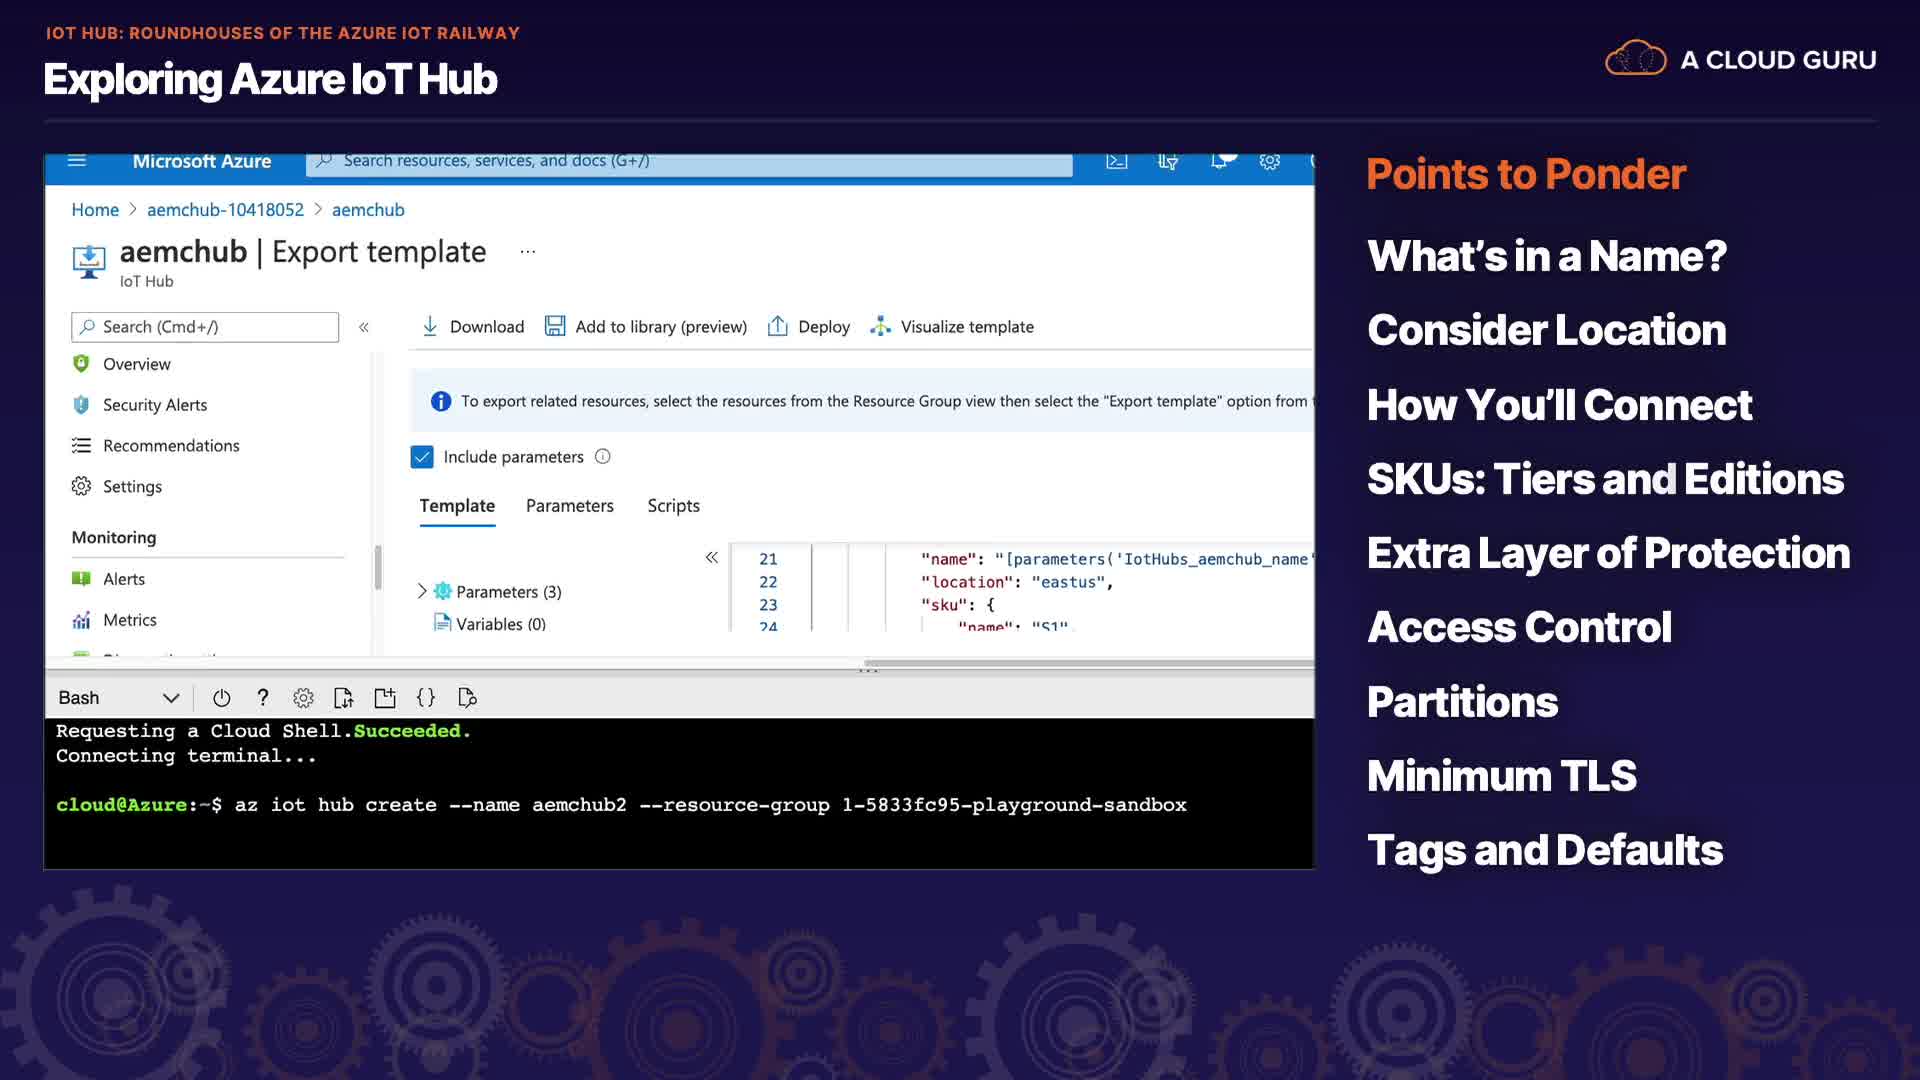 IOT HUB: ROUNDHOUSES OF THE AZURE IOT RAILWAY
Exploring Azure IoT Hub
A CLOUD GURU
Microsoft Azure
Search resources, services, and docs (G+/)
Home > aemchub-10418052 > aemchub
aemchub | Export template ...
IoT Hub
Search (Cmd+/)
«
Download
Add to library (preview)
Deploy
Visualize template
Overview
Security Alerts
Recommendations
Settings
Monitoring
Alerts
Metrics
To export related resources, select the resources from the Resource Group view then select the "Export template" option from
Include parameters
Template
Parameters
Scripts
«
Parameters (3)
Variables (0)
21 "name": "[parameters('IotHubs_aemchub_name'
22 "location": "eastus",
23 "sku": {
24 "name": "S1",
Bash
Requesting a Cloud Shell.Succeeded.
Connecting terminal...
cloud@Azure:~$ az iot hub create --name aemchub2 --resource-group 1-5833fc95-playground-sandbox
Points to Ponder
What's in a Name?
Consider Location
How You'll Connect
SKUs: Tiers and Editions
Extra Layer of Protection
Access Control
Partitions
Minimum TLS
Tags and Defaults